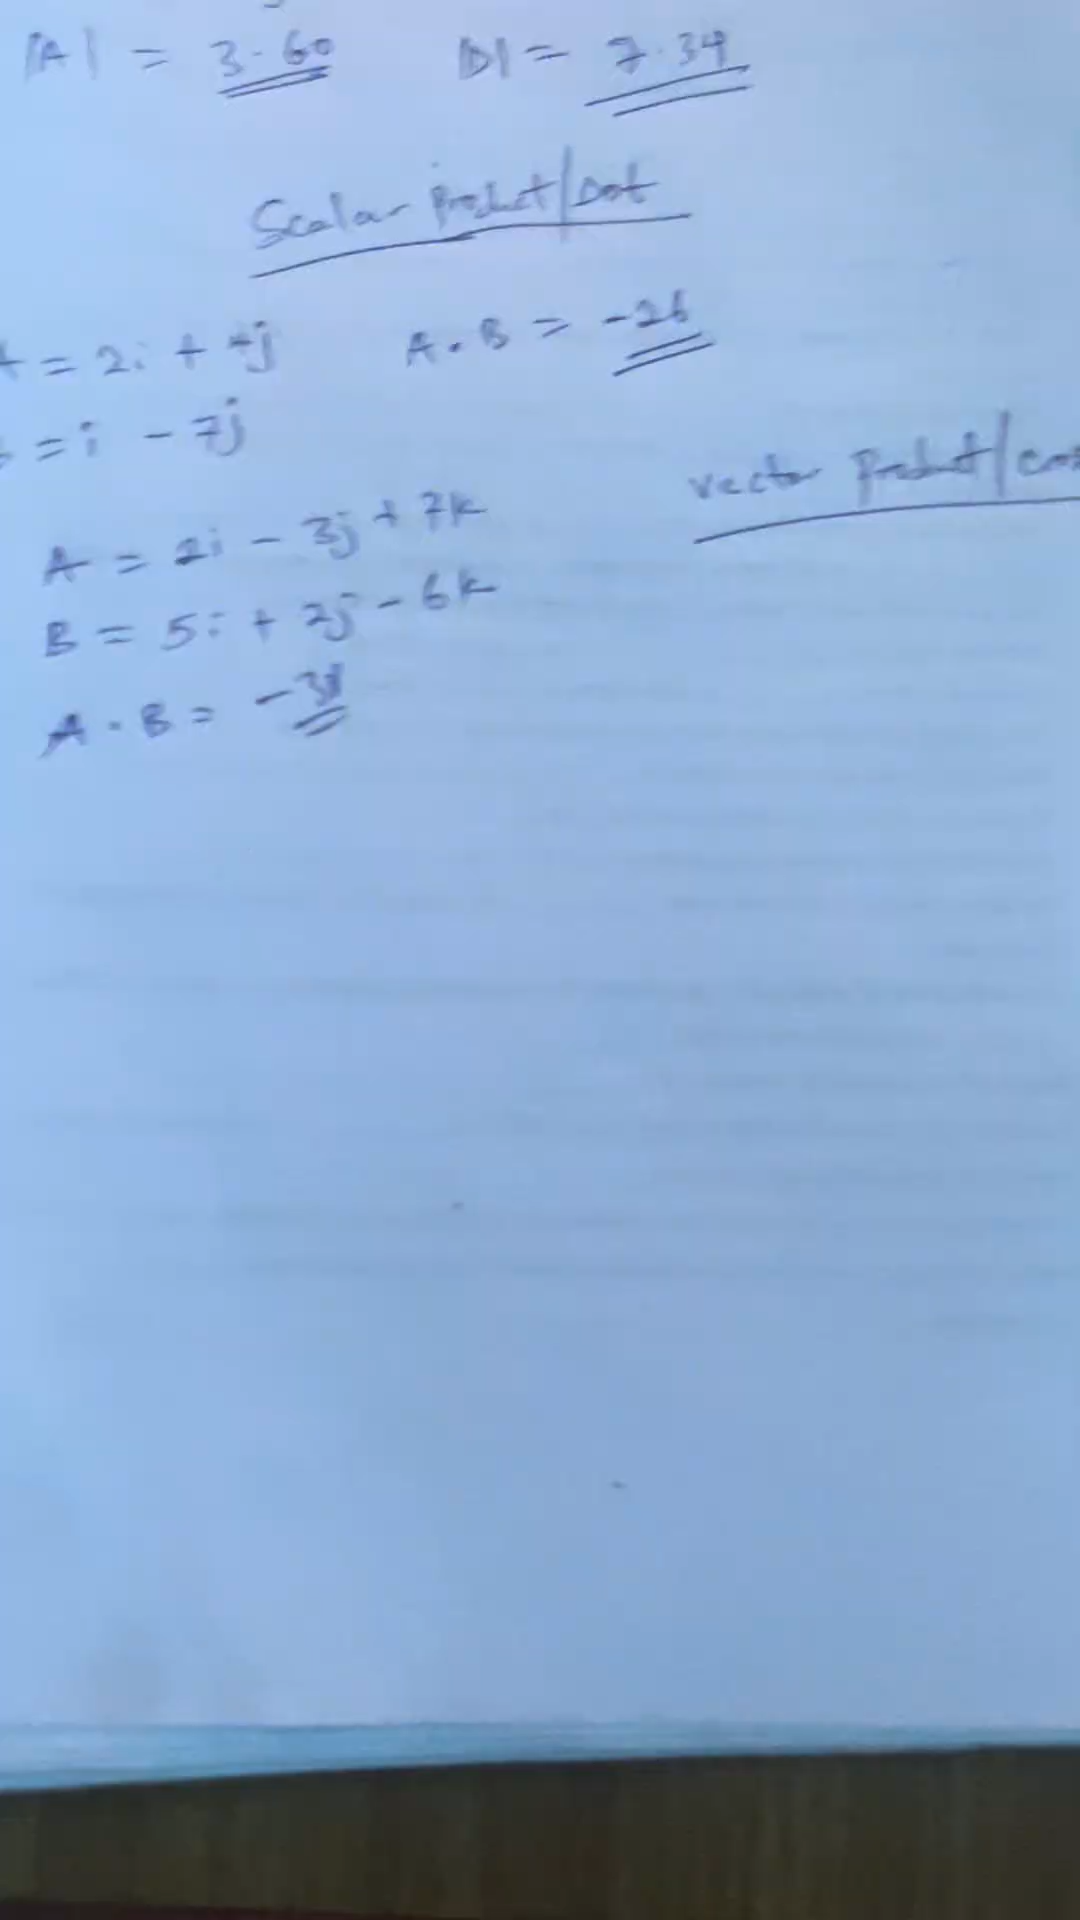 |A| = 3.60 |D| = 7.34
Scalar Product/Dot
= 2i + 4j A.B = -26
= i - 7j
vector Product/
A = 2i - 3j + 7k
B = 5i + 2j - 6k
A.B =